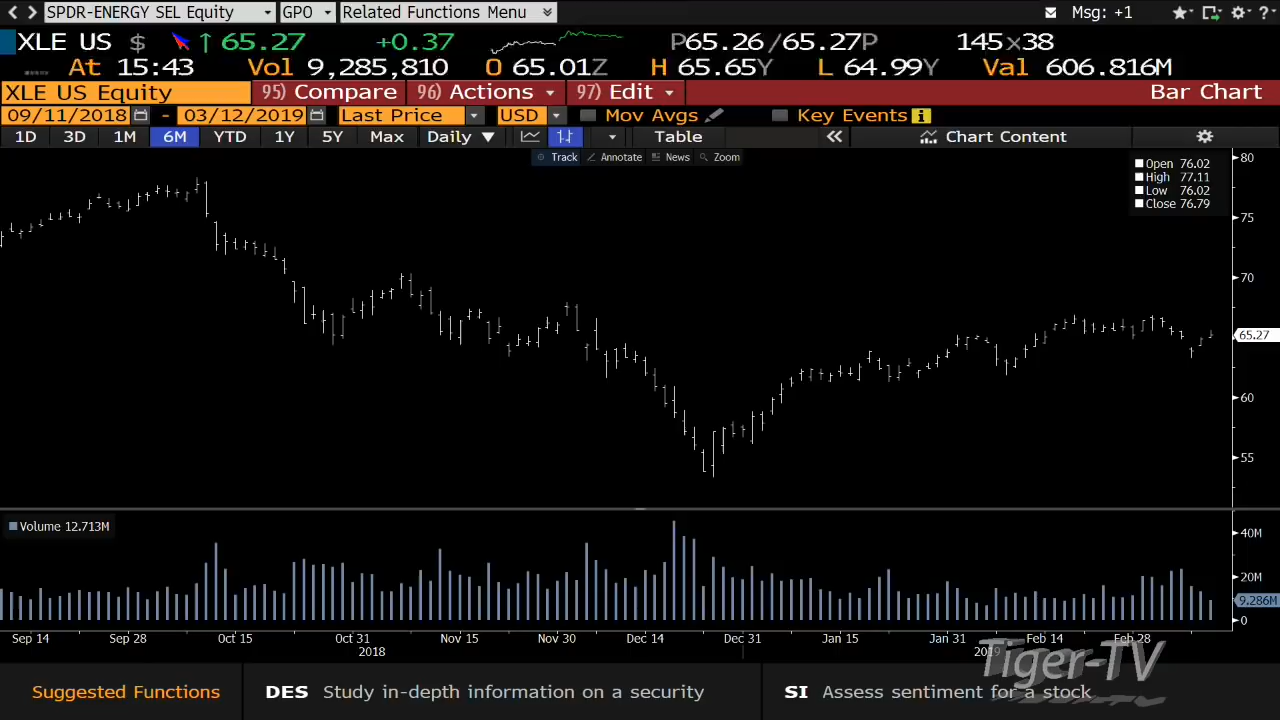 SPDR-ENERGY SEL Equity GPO Related Functions Menu Msg: +1 ?
XLE US $ ↑ 65.27 +0.37 P65.26/65.27P 145x38
At 15:43 Vol 9,285,810 O 65.01Z H 65.65Y L 64.99Y Val 606.816M
XLE US Equity 95) Compare 96) Actions 97) Edit Bar Chart
09/11/2018 - 03/12/2019 Last Price USD Mov Avgs Key Events i
1D 3D 1M 6M YTD 1Y 5Y Max Daily ▼ Table « Chart Content
Track Annotate News Zoom
Open 76.02
High 77.11
Low 76.02
Close 76.79
80
75
70
65.27
60
55
Volume 12.713M
40M
20M
9.286M
0
Sep 14 Sep 28 Oct 15 Oct 31 Nov 15 Nov 30 Dec 14 Dec 31 Jan 15 Jan 31 Feb 14 Feb 28
2018 2019
Tiger-TV
Suggested Functions DES Study in-depth information on a security SI Assess sentiment for a stock